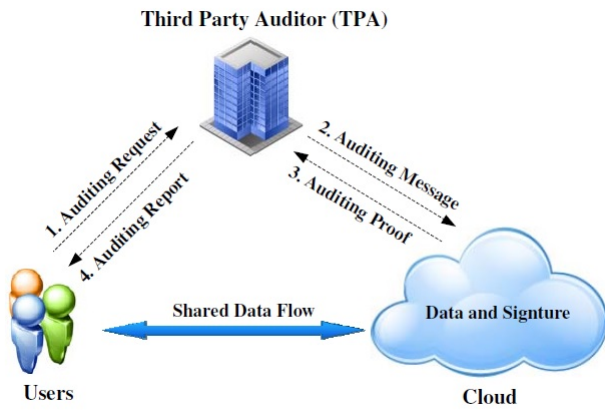 Third Party Auditor (TPA)
1. Auditing Request
4. Auditing Report
2. Auditing Message
3. Auditing Proof
Shared Data Flow
Data and Signture
Users
Cloud